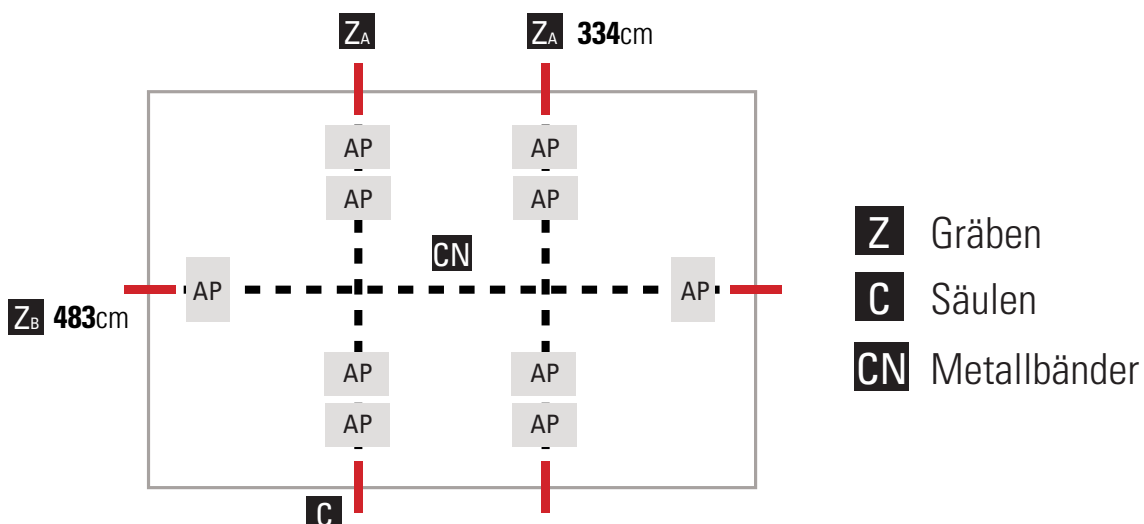 ZA ZA 334cm
AP AP
AP AP
CN
AP AP
ZB 483cm
AP AP
AP AP
C
Z Gräben
C Säulen
CN Metallbänder